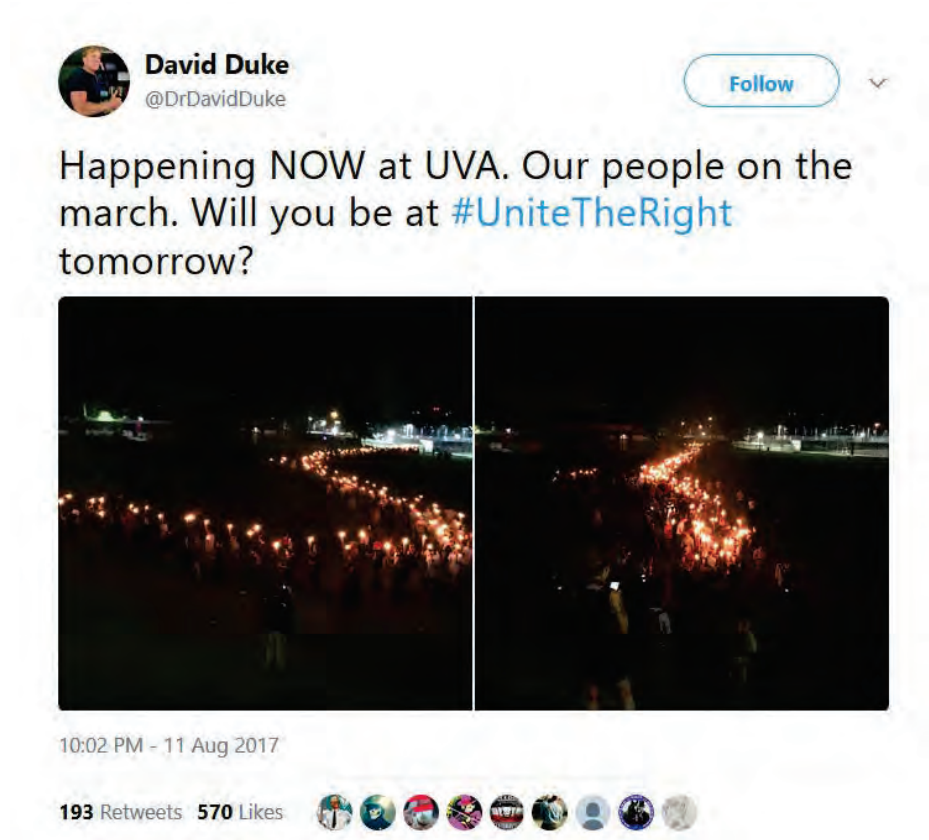 David Duke
@DrDavidDuke
Follow
Happening NOW at UVA. Our people on the
march. Will you be at #UniteTheRight
tomorrow?
10:02 PM - 11 Aug 2017
193 Retweets 570 Likes